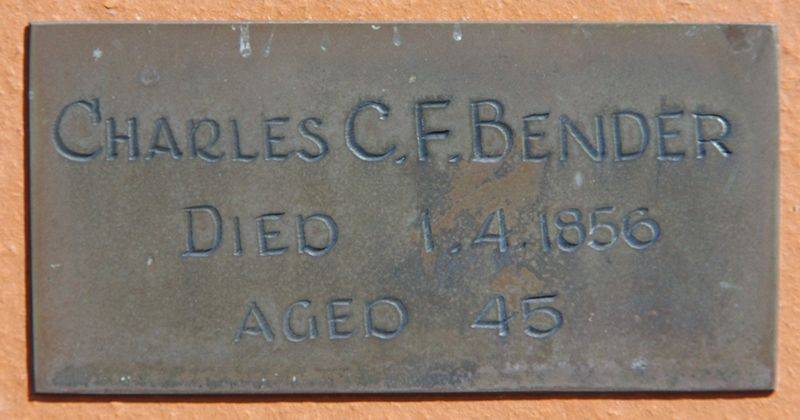 Charles C.F. Bender
Died 1.4.1856
Aged 45